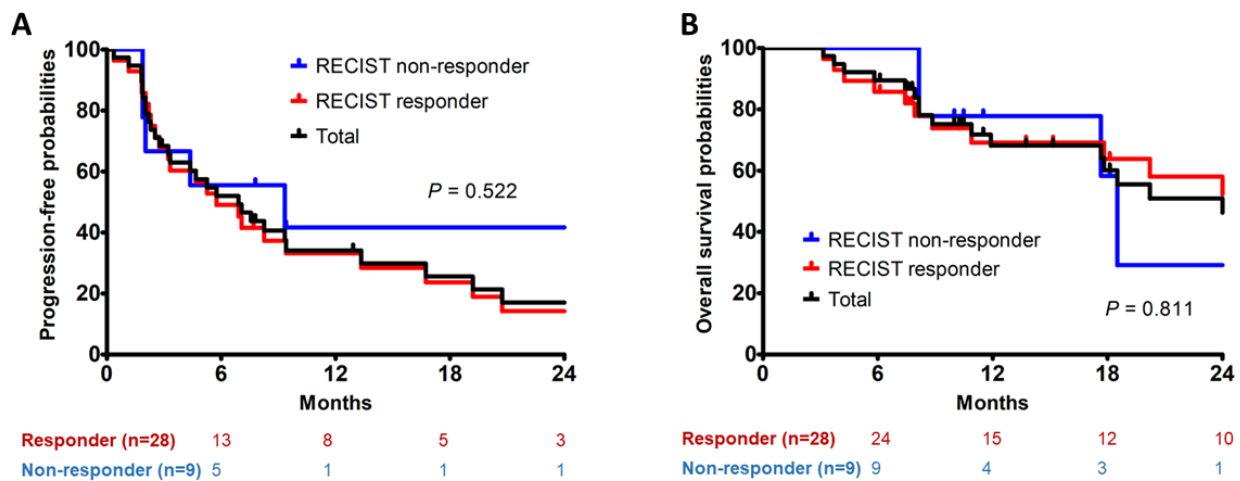 A
Progression-free probabilities
100
80
60
40
20
0
RECIST non-responder
RECIST responder
Total
P = 0.522
0 6 12 18 24
Months
Responder (n=28) 13 8 5 3
Non-responder (n=9) 5 1 1 1
B
Overall survival probabilities
100
80
60
40
20
0
RECIST non-responder
RECIST responder
Total
P = 0.811
0 6 12 18 24
Months
Responder (n=28) 24 15 12 10
Non-responder (n=9) 9 4 3 1